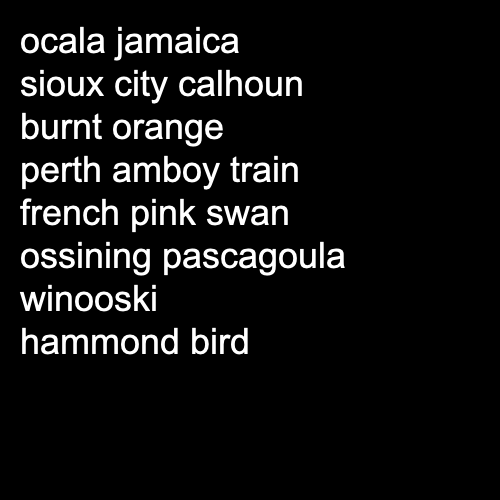 ocala jamaica
sioux city calhoun
burnt orange
perth amboy train
french pink swan
ossining pascagoula
winooski
hammond bird